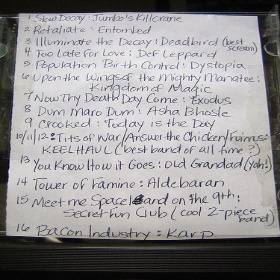 1 Slow Decay: Jumbo's Killcrane
2 Retaliate: Entombed
3 Illuminate the Decay: Deadbird (best scream)
4 Too Late for Love: Def Leppard
5 Population Birth Control: Dystopia
6 Upon the Wings of the Mighty Manatee:
Kingdom of Magic
7 Now Thy Death Day Come: Exodus
8 Dum Maro Dum: Asha Bhosle
9 Crooked: Today is the Day
10/11/12: Tits of War/Answer the Chicken/Furious:
KEELHAUL ("best band of all time?)
13 You Know How it Goes: Old Grandad (Yah!)
14 Tower of Famine: Aldebaran
15 Meet me Spacehand on the 9th:
Secret Fun Club (cool 2-piece band)
16 Bacon Industry: Karp